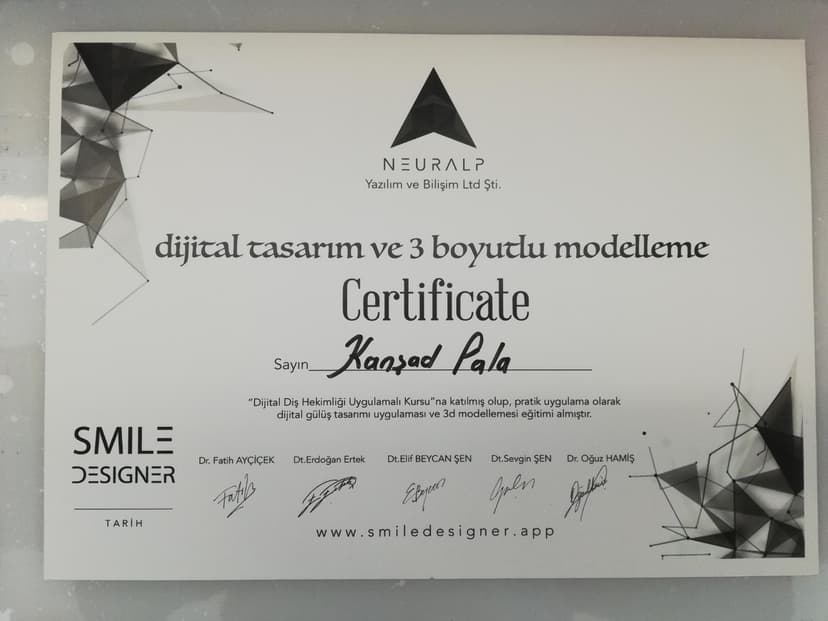 NEURALP
Yazılım ve Bilişim Ltd Şti.
dijital tasarım ve 3 boyutlu modelleme
Certificate
Sayın Kanşad Pala
"Dijital Diş Hekimliği Uygulamalı Kursu"na katılmış olup, pratik uygulama olarak
dijital gülüş tasarımı uygulaması ve 3d modellemesi eğitimi almıştır.
SMILE
DESIGNER
TARİH
Dr. Fatih AYÇİÇEK Dt.Erdoğan Ertek Dt.Elif BEYCAN ŞEN Dt.Sevgin ŞEN Dr. Oğuz HAMİŞ
www.smiledesigner.app